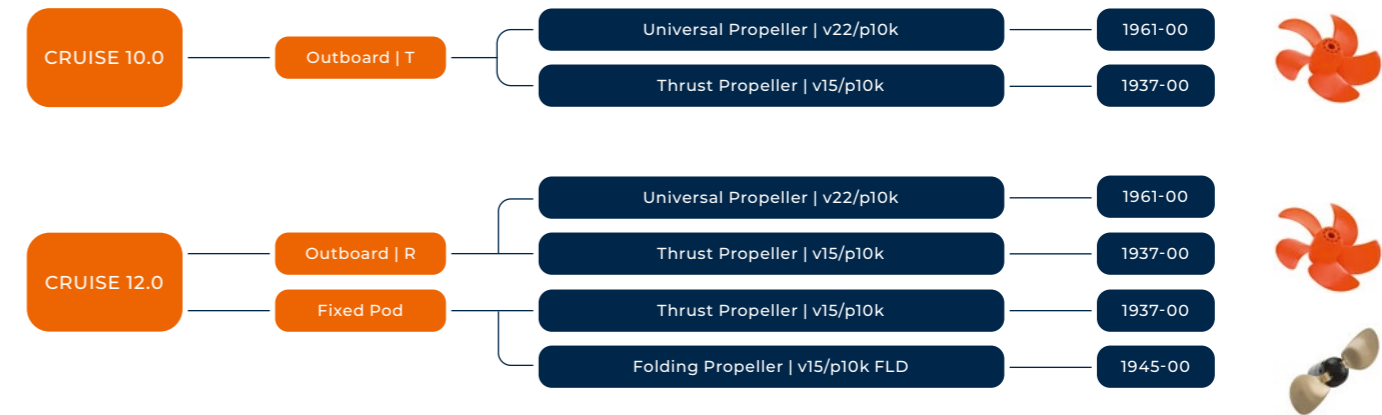 CRUISE 10.0
Outboard | T
Universal Propeller | v22/p10k
1961-00
Thrust Propeller | v15/p10k
1937-00
CRUISE 12.0
Outboard | R
Universal Propeller | v22/p10k
1961-00
Thrust Propeller | v15/p10k
1937-00
Fixed Pod
Thrust Propeller | v15/p10k
1937-00
Folding Propeller | v15/p10k FLD
1945-00